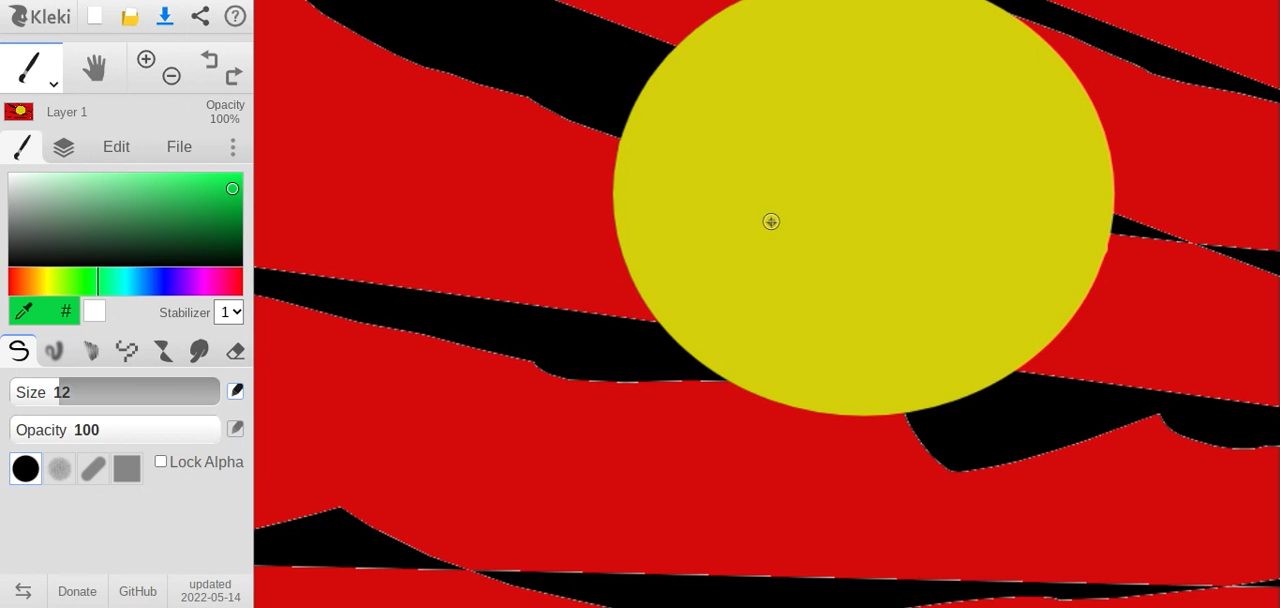 Kleki
?
Layer 1
Opacity
100%
Edit
File
#
Stabilizer 1
Size 12
Opacity 100
Lock Alpha
Donate
GitHub
updated
2022-05-14